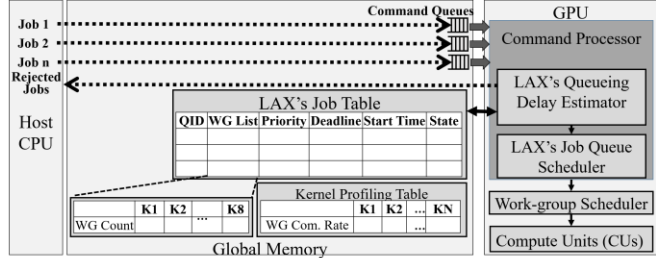 Command Queues
GPU
Job 1
Job 2
Job n
Rejected
Jobs
Command Processor
LAX's Queueing
Delay Estimator
LAX's Job Queue
Scheduler
Work-group Scheduler
Compute Units (CUs)
Host
CPU
LAX's Job Table
QID WG List Priority Deadline Start Time State
K1 K2 ... K8
WG Count
Kernel Profiling Table
K1 K2 ... KN
WG Com. Rate
Global Memory